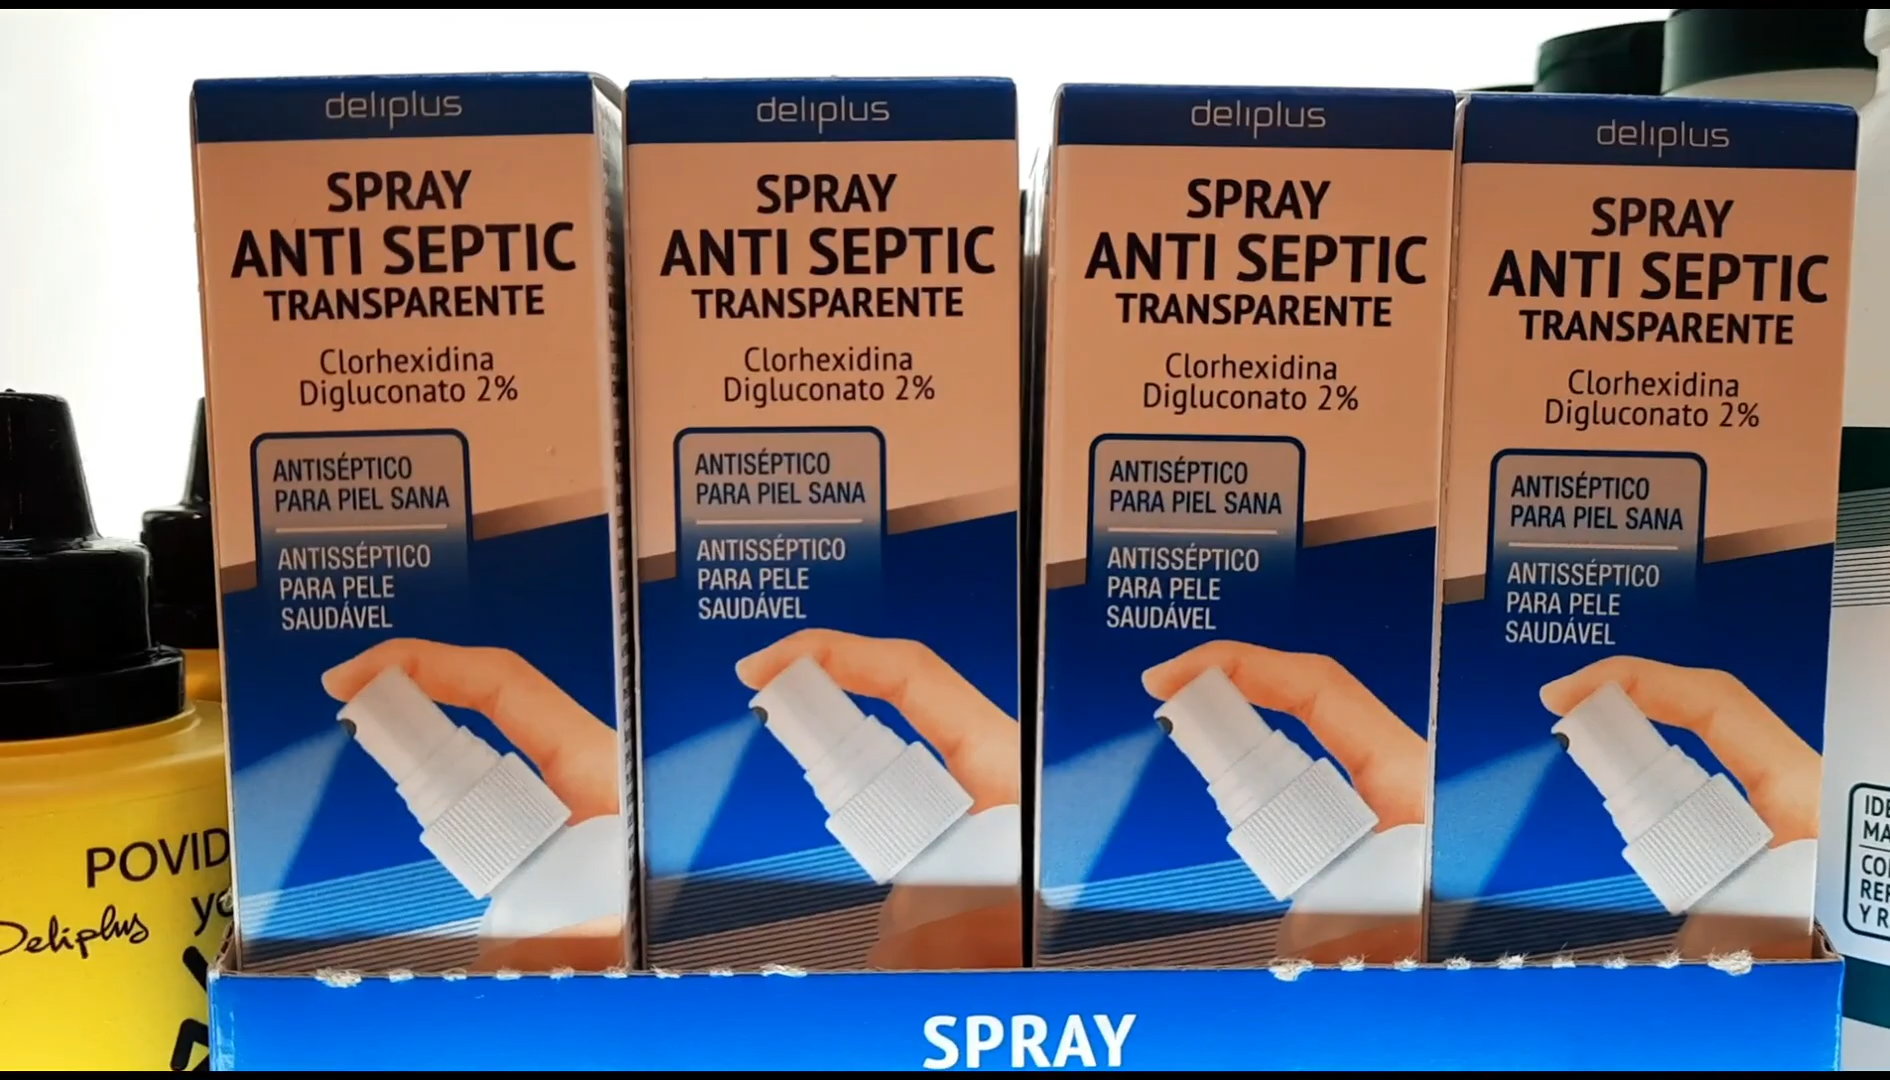 deliplus
SPRAY
ANTI SEPTIC
TRANSPARENTE
Clorhexidina
Digluconato 2%
ANTISÉPTICO
PARA PIEL SANA
ANTISSÉPTICO
PARA PELE
SAUDÁVEL
deliplus
SPRAY
ANTI SEPTIC
TRANSPARENTE
Clorhexidina
Digluconato 2%
ANTISÉPTICO
PARA PIEL SANA
ANTISSÉPTICO
PARA PELE
SAUDÁVEL
deliplus
SPRAY
ANTI SEPTIC
TRANSPARENTE
Clorhexidina
Digluconato 2%
ANTISÉPTICO
PARA PIEL SANA
ANTISSÉPTICO
PARA PELE
SAUDÁVEL
deliplus
SPRAY
ANTI SEPTIC
TRANSPARENTE
Clorhexidina
Digluconato 2%
ANTISÉPTICO
PARA PIEL SANA
ANTISSÉPTICO
PARA PELE
SAUDÁVEL
POVID
Deliplus
SPRAY